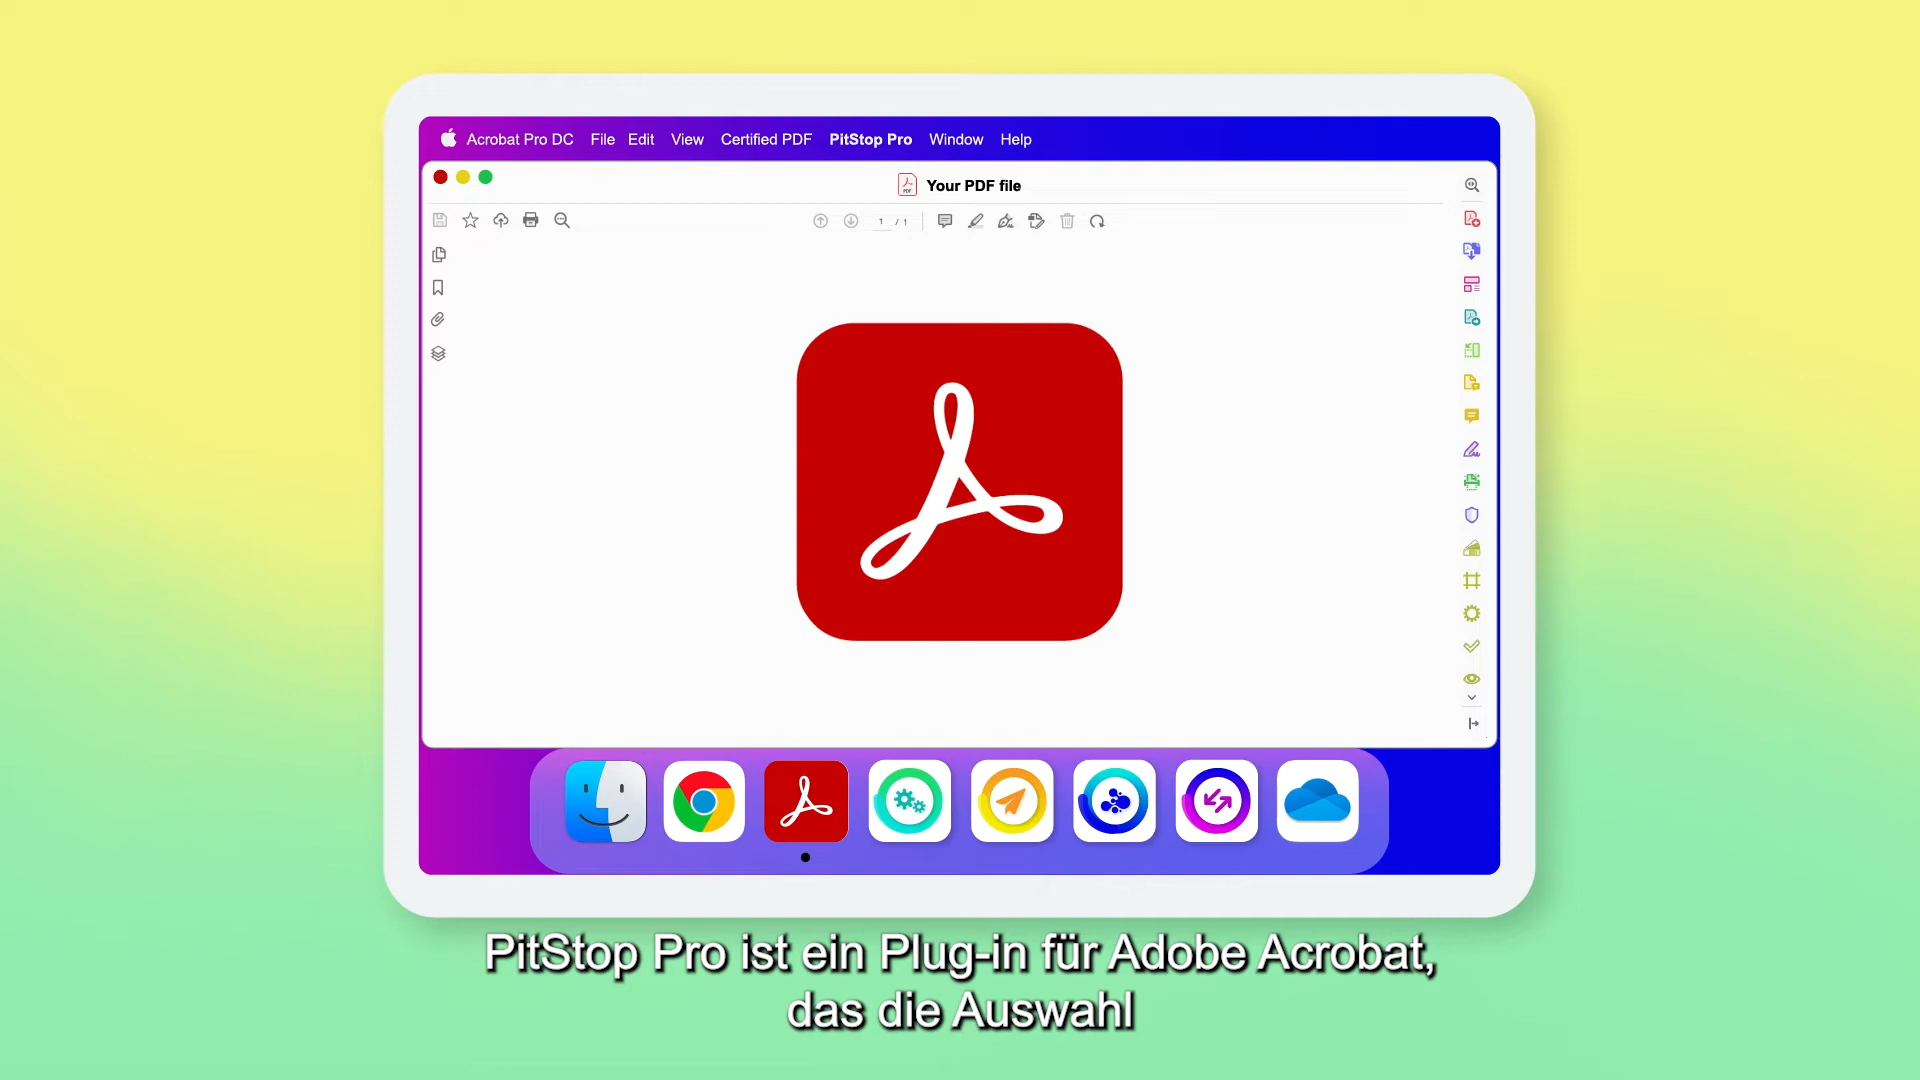 Acrobat Pro DC File Edit View Certified PDF PitStop Pro Window Help
Your PDF file
1 / 1
PitStop Pro ist ein Plug-in für Adobe Acrobat,
das die Auswahl